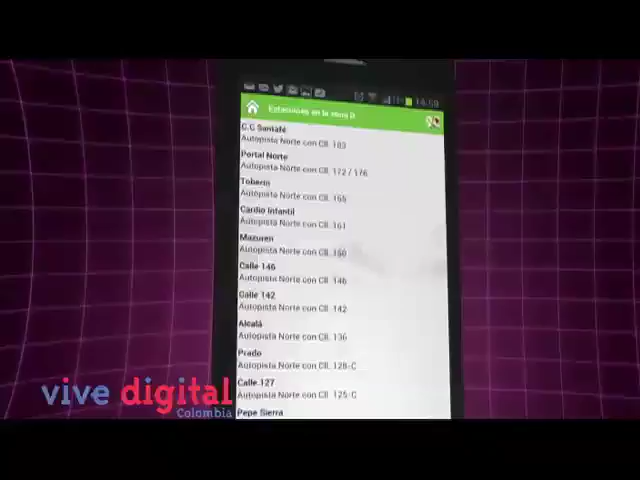 16:59
Estaciones en la zona B
C.C Santafé
Autopista Norte con Cll. 183
Portal Norte
Autopista Norte con Cll. 172 / 176
Toberín
Autopista Norte con Cll. 166
Cardio Infantil
Autopista Norte con Cll. 161
Mazuren
Autopista Norte con Cll. 150
Calle 146
Autopista Norte con Cll. 146
Calle 142
Autopista Norte con Cll. 142
Alcalá
Autopista Norte con Cll. 136
Prado
Autopista Norte con Cll. 128-C
Calle 127
Autopista Norte con Cll. 125-C
Pepe Sierra
vive digital
Colombia